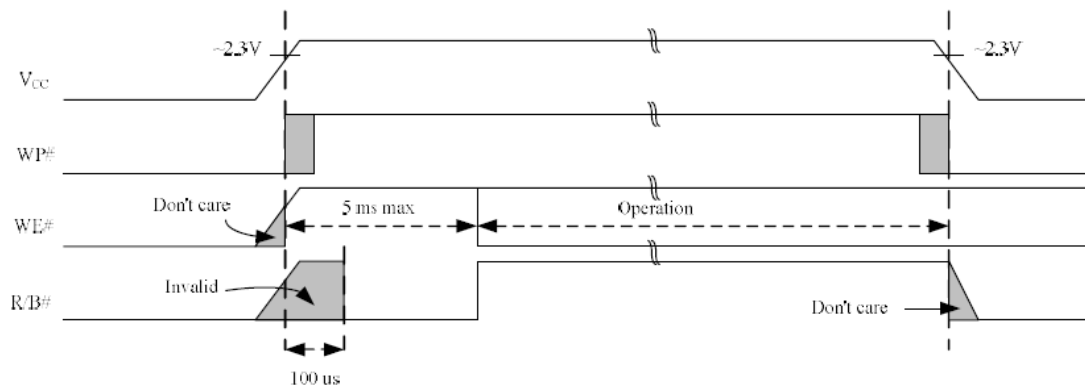 ~2.3V
~2.3V
VCC
WP#
Don't care
5 ms max
Operation
WE#
Invalid
R/B#
Don't care
100 us